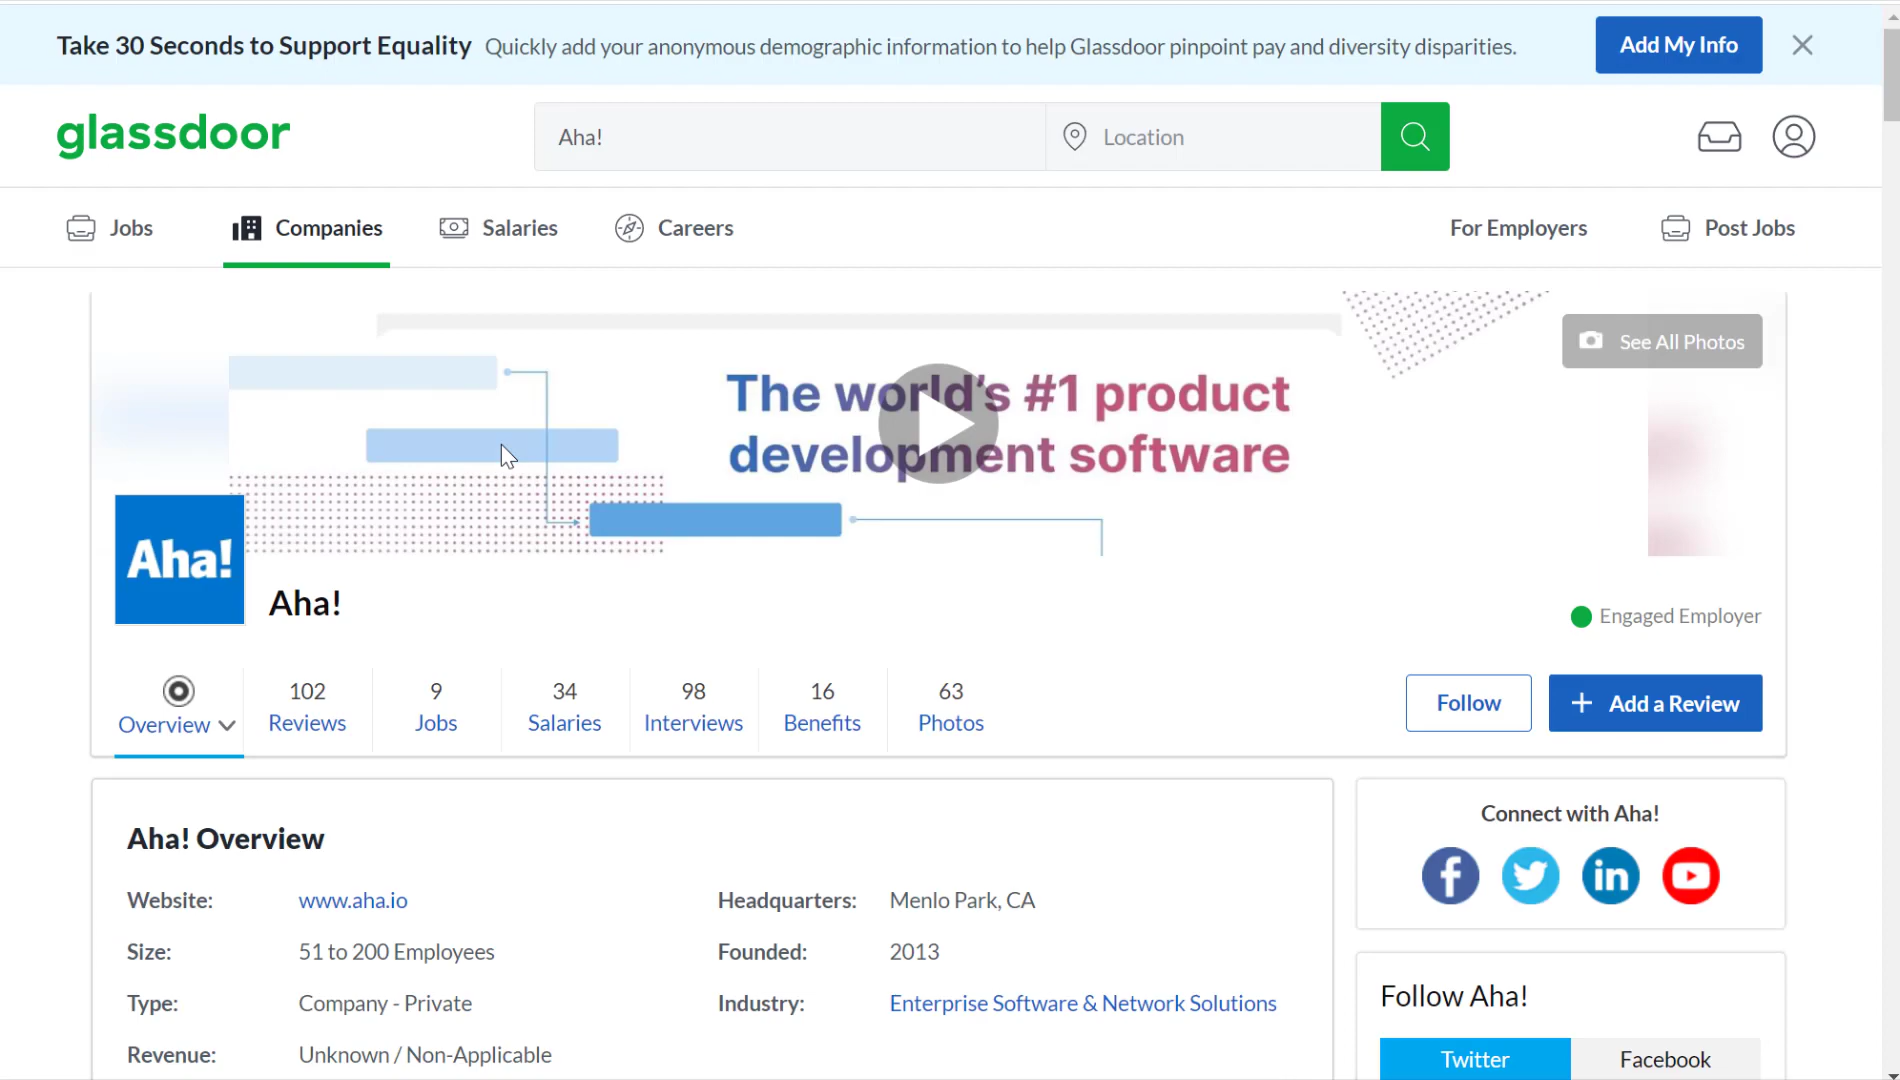 Take 30 Seconds to Support Equality Quickly add your anonymous demographic information to help Glassdoor pinpoint pay and diversity disparities. Add My Info
glassdoor Aha! Location
Jobs Companies Salaries Careers For Employers Post Jobs
See All Photos
The world's #1 product
development software
Aha!
Aha!
Engaged Employer
102 9 34 98 16 63
Overview Reviews Jobs Salaries Interviews Benefits Photos Follow + Add a Review
Aha! Overview
Website: www.aha.io Headquarters: Menlo Park, CA
Size: 51 to 200 Employees Founded: 2013
Type: Company - Private Industry: Enterprise Software & Network Solutions
Revenue: Unknown / Non-Applicable
Connect with Aha!
f in
Follow Aha!
Twitter Facebook